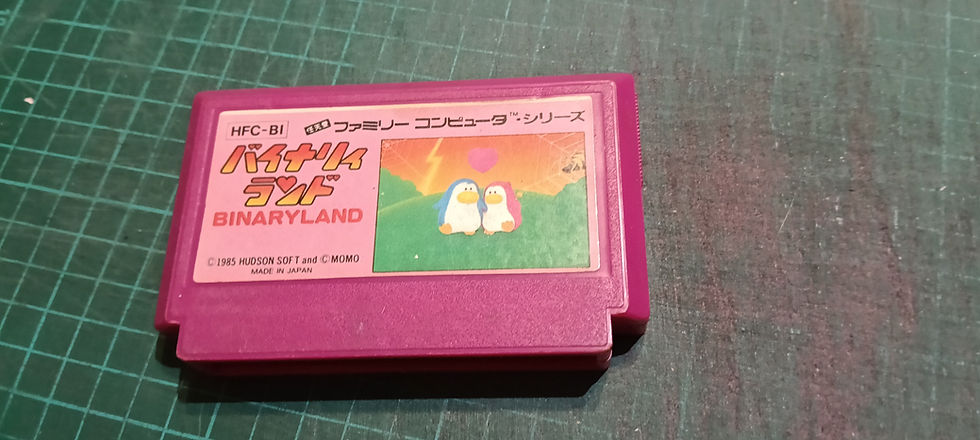 HFC-BI
任天堂 ファミリー コンピュータ™シリーズ
バイナリィ
ランド
BINARYLAND
©1985 HUDSON SOFT and ©MOMO
MADE IN JAPAN